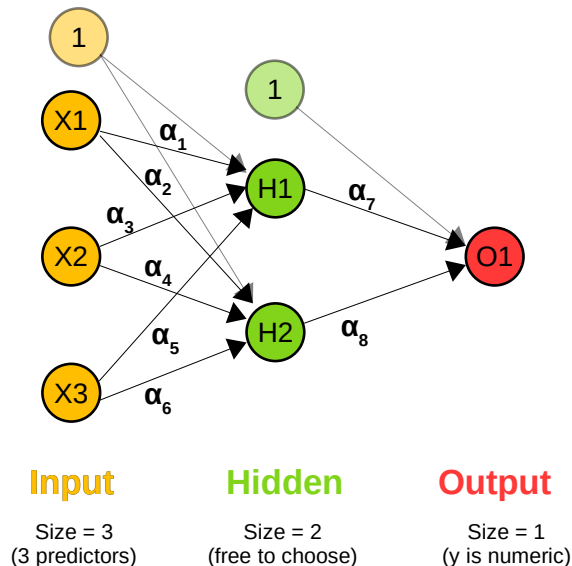 1
1
X1
α1
α2
H1
α7
α3
X2
O1
α4
H2
α8
α5
X3
α6
Input
Hidden
Output
Size = 3
(3 predictors)
Size = 2
(free to choose)
Size = 1
(y is numeric)